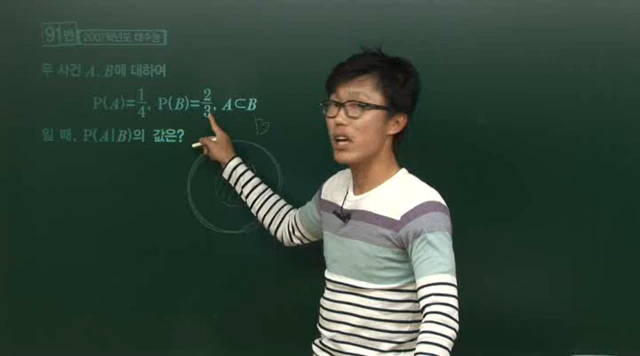 91번 2007학년도 대수능
두 사건 A, B에 대하여
P(A)=1/4, P(B)=2/3, A⊂B
일 때, P(A|B)의 값은?
B